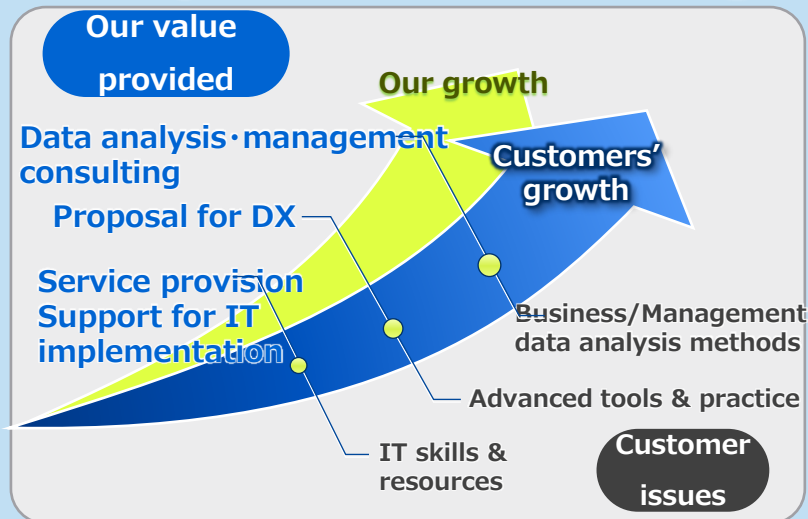 Our value
provided
Our growth
Data analysis･management
consulting
Customers’
growth
Proposal for DX
Service provision
Support for IT
implementation
Business/Management
data analysis methods
Advanced tools & practice
IT skills &
resources
Customer
issues